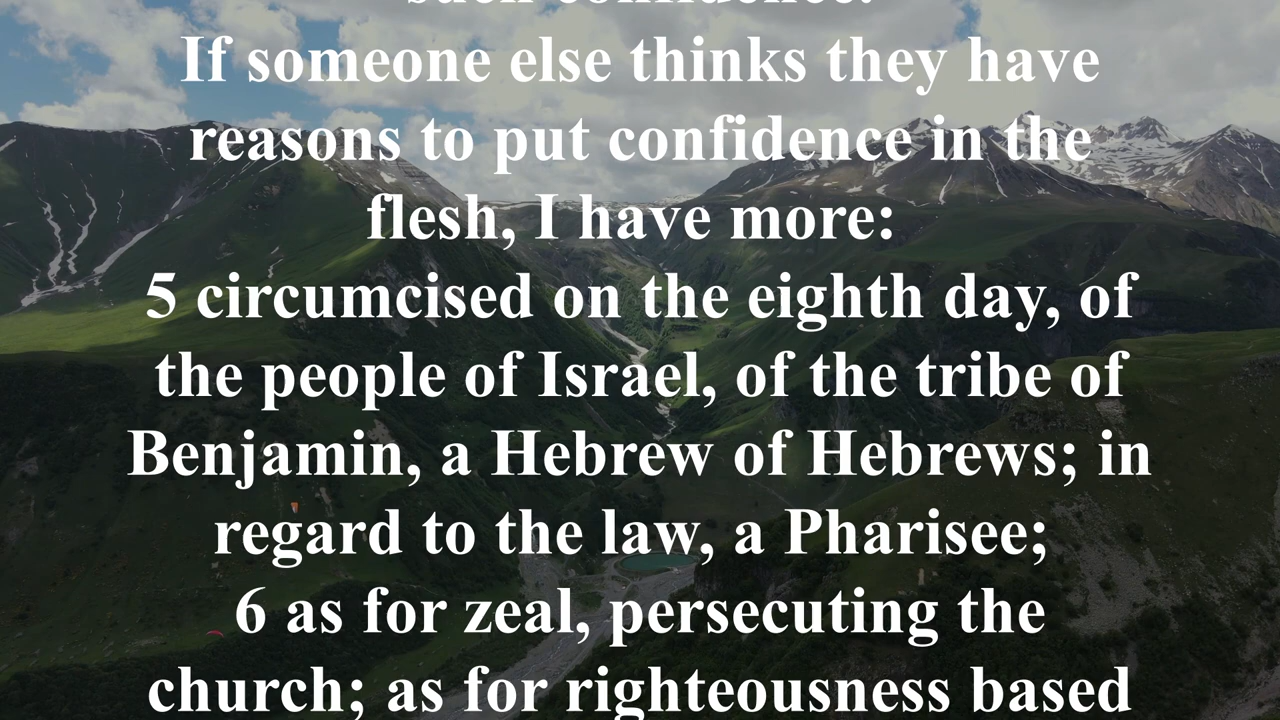 such confidence.
If someone else thinks they have
reasons to put confidence in the
flesh, I have more:
5 circumcised on the eighth day, of
the people of Israel, of the tribe of
Benjamin, a Hebrew of Hebrews; in
regard to the law, a Pharisee;
6 as for zeal, persecuting the
church; as for righteousness based